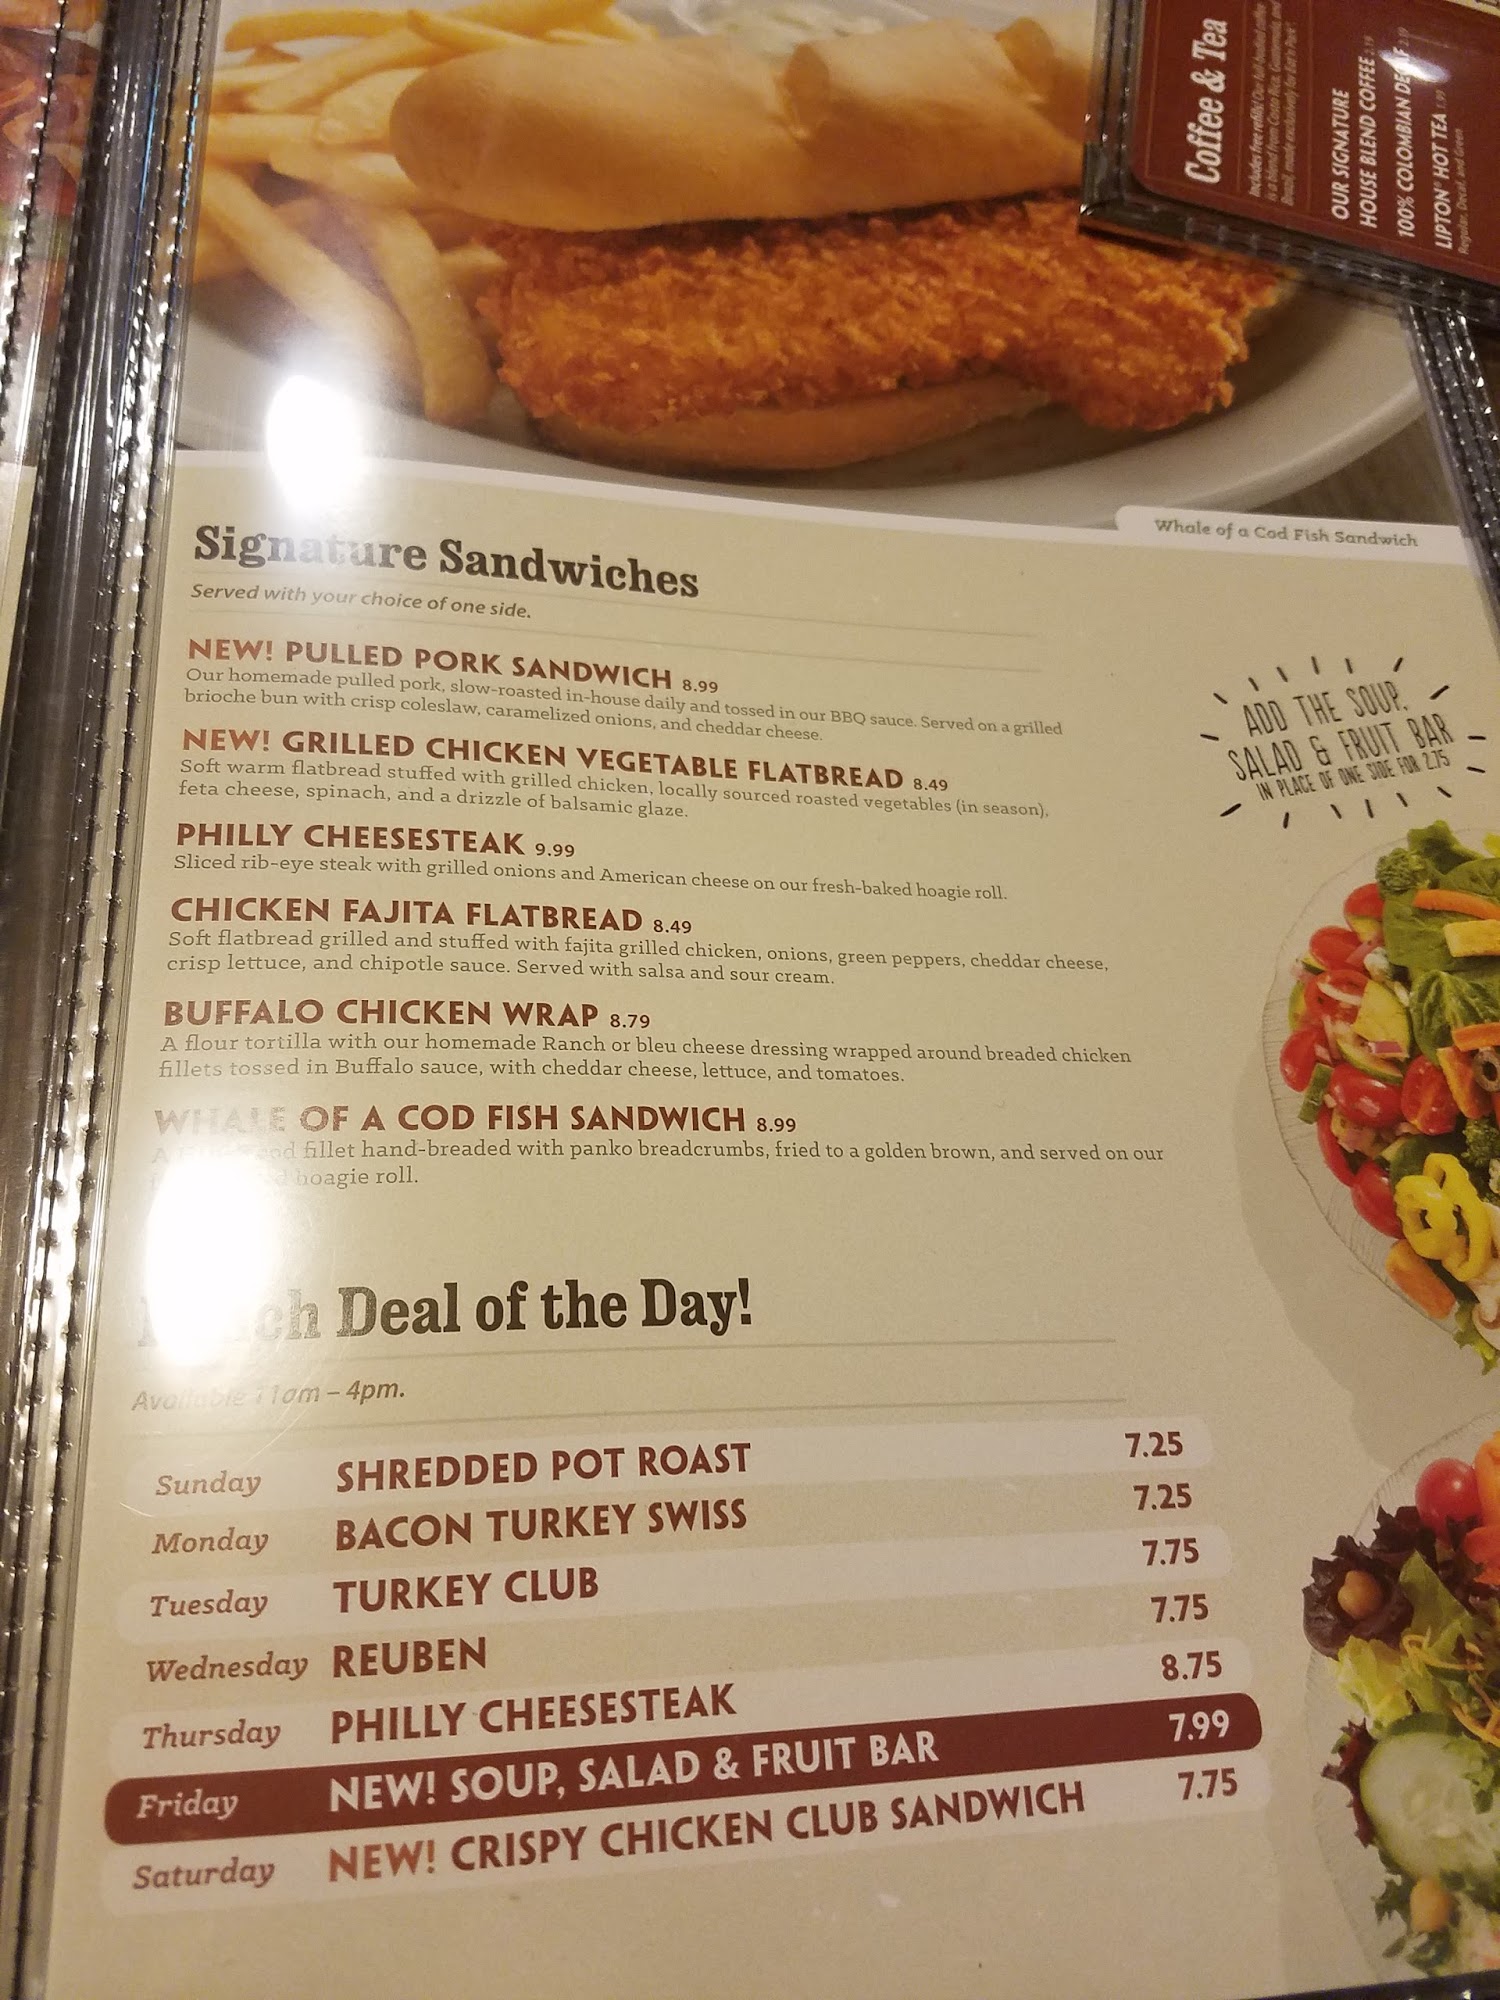 Coffee & Tea
OUR SIGNATURE
HOUSE BLEND COFFEE
100% COLOMBIAN
LIPTON® HOT TEA 1.99
Regular, Decaf, and Green
Whale of a Cod Fish Sandwich
Signature Sandwiches
Served with your choice of one side.
NEW! PULLED PORK SANDWICH 8.99
Our homemade pulled pork, slow-roasted in-house daily and tossed in our BBQ sauce. Served on a grilled
brioche bun with crisp coleslaw, caramelized onions, and cheddar cheese.
NEW! GRILLED CHICKEN VEGETABLE FLATBREAD 8.49
Soft warm flatbread stuffed with grilled chicken, locally sourced roasted vegetables (in season),
feta cheese, spinach, and a drizzle of balsamic glaze.
PHILLY CHEESESTEAK 9.99
Sliced rib-eye steak with grilled onions and American cheese on our fresh-baked hoagie roll.
CHICKEN FAJITA FLATBREAD 8.49
Soft flatbread grilled and stuffed with fajita grilled chicken, onions, green peppers, cheddar cheese,
crisp lettuce, and chipotle sauce. Served with salsa and sour cream.
BUFFALO CHICKEN WRAP 8.79
A flour tortilla with our homemade Ranch or bleu cheese dressing wrapped around breaded chicken
fillets tossed in Buffalo sauce, with cheddar cheese, lettuce, and tomatoes.
WHALE OF A COD FISH SANDWICH 8.99
fillet hand-breaded with panko breadcrumbs, fried to a golden brown, and served on our
hoagie roll.
ADD THE SOUP,
SALAD & FRUIT BAR
IN PLACE OF ONE SIDE FOR 2.75
Deal of the Day!
Available 11am – 4pm.
Sunday SHREDDED POT ROAST 7.25
Monday BACON TURKEY SWISS 7.25
Tuesday TURKEY CLUB 7.75
Wednesday REUBEN 7.75
Thursday PHILLY CHEESESTEAK 8.75
Friday NEW! SOUP, SALAD & FRUIT BAR 7.99
Saturday NEW! CRISPY CHICKEN CLUB SANDWICH 7.75